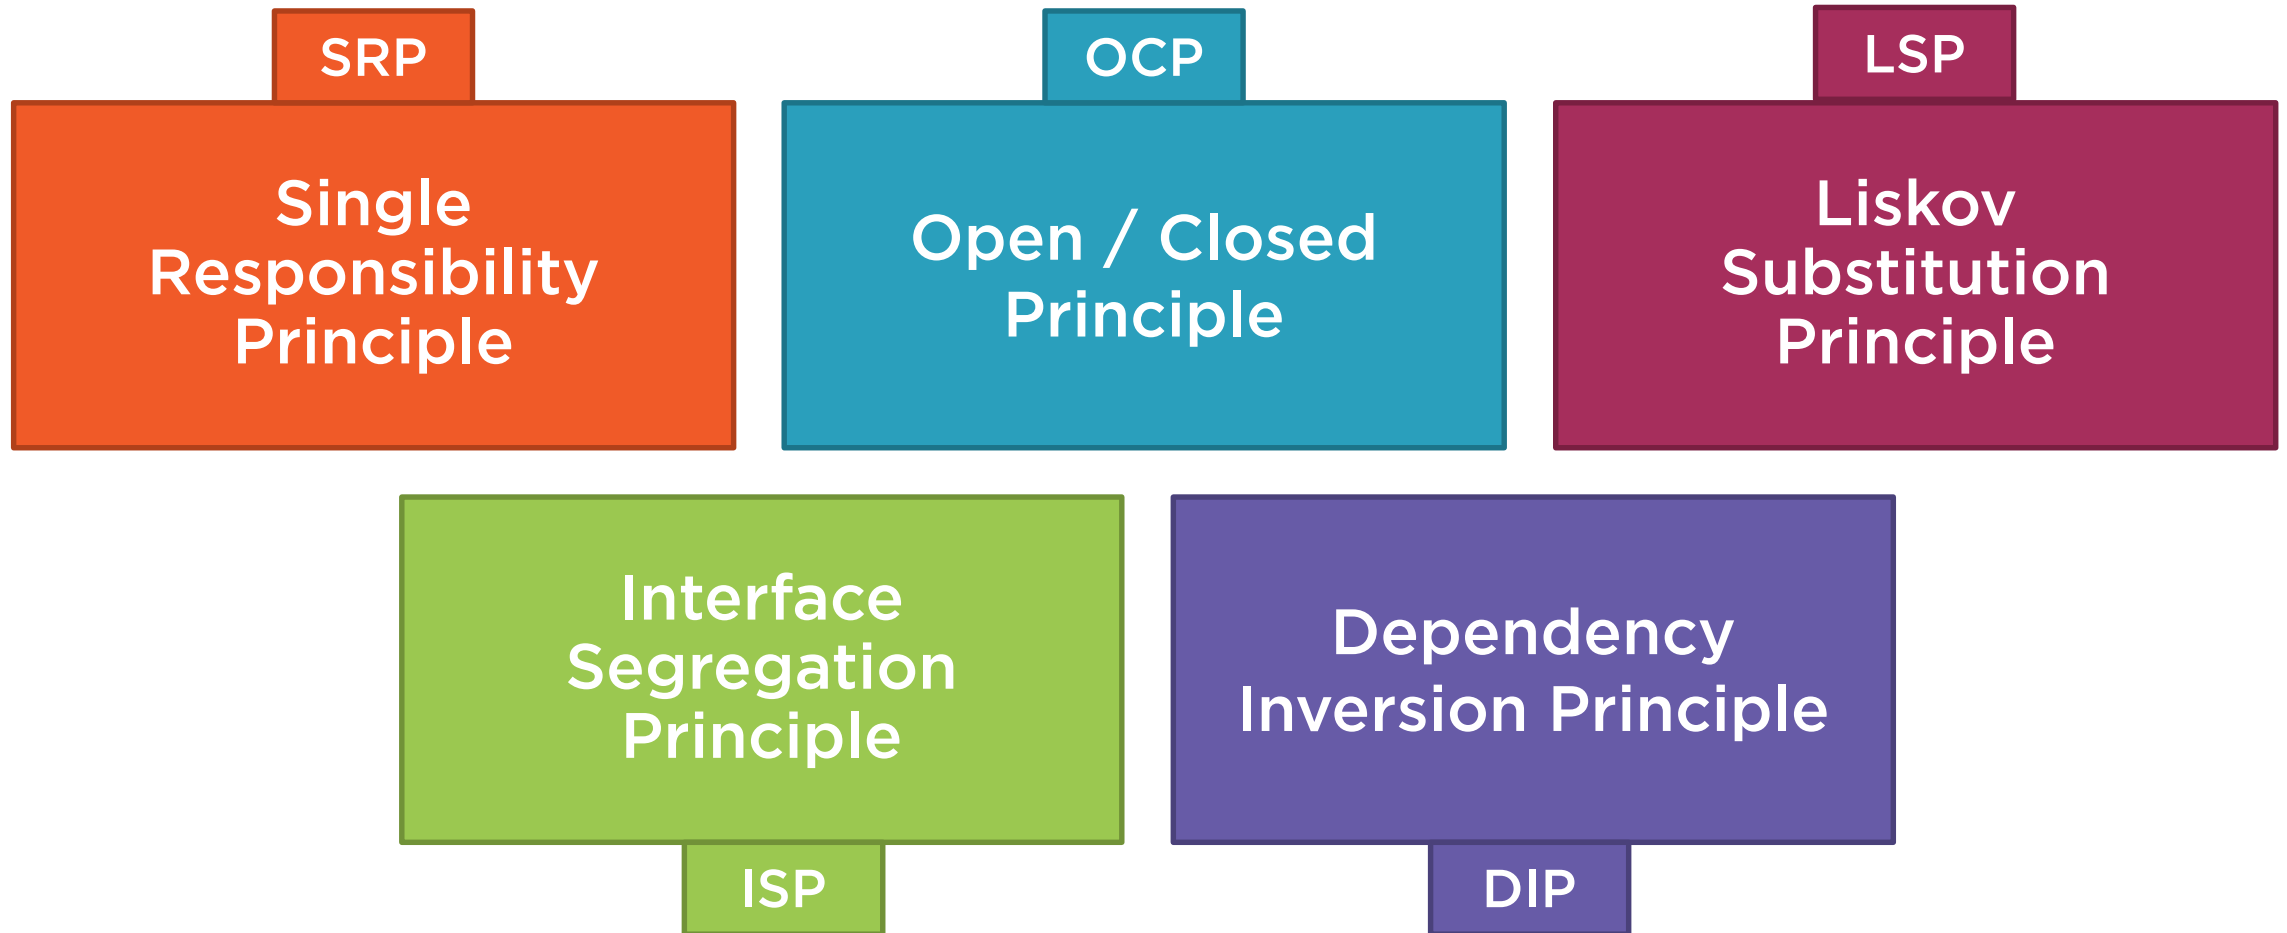 SRP
Single
Responsibility
Principle
OCP
Open / Closed
Principle
LSP
Liskov
Substitution
Principle
Interface
Segregation
Principle
ISP
Dependency
Inversion Principle
DIP